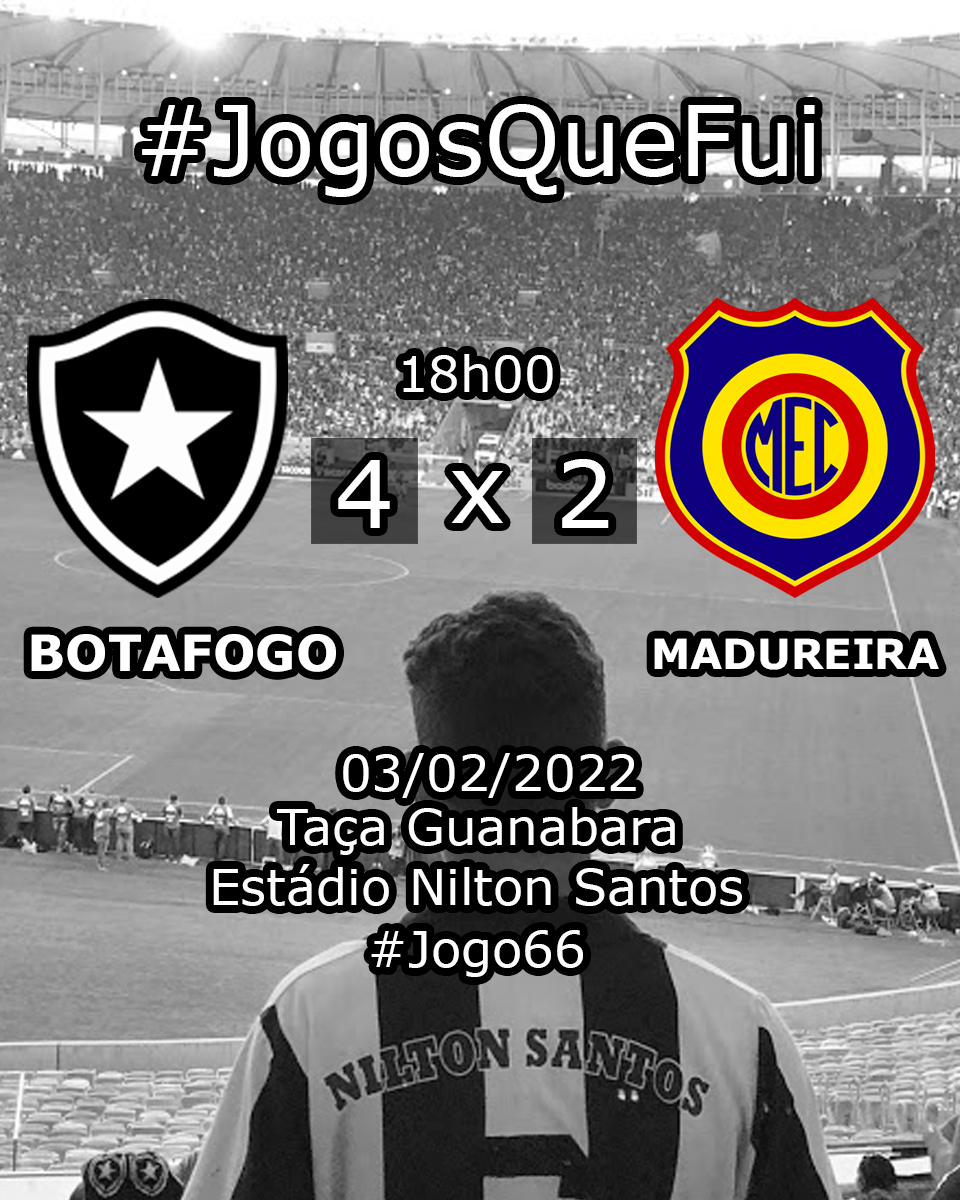 #JogosQueFui
18h00
MEC
4 x 2
BOTAFOGO
MADUREIRA
03/02/2022
Taça Guanabara
Estádio Nilton Santos
#Jogo66
NILTON SANTOS